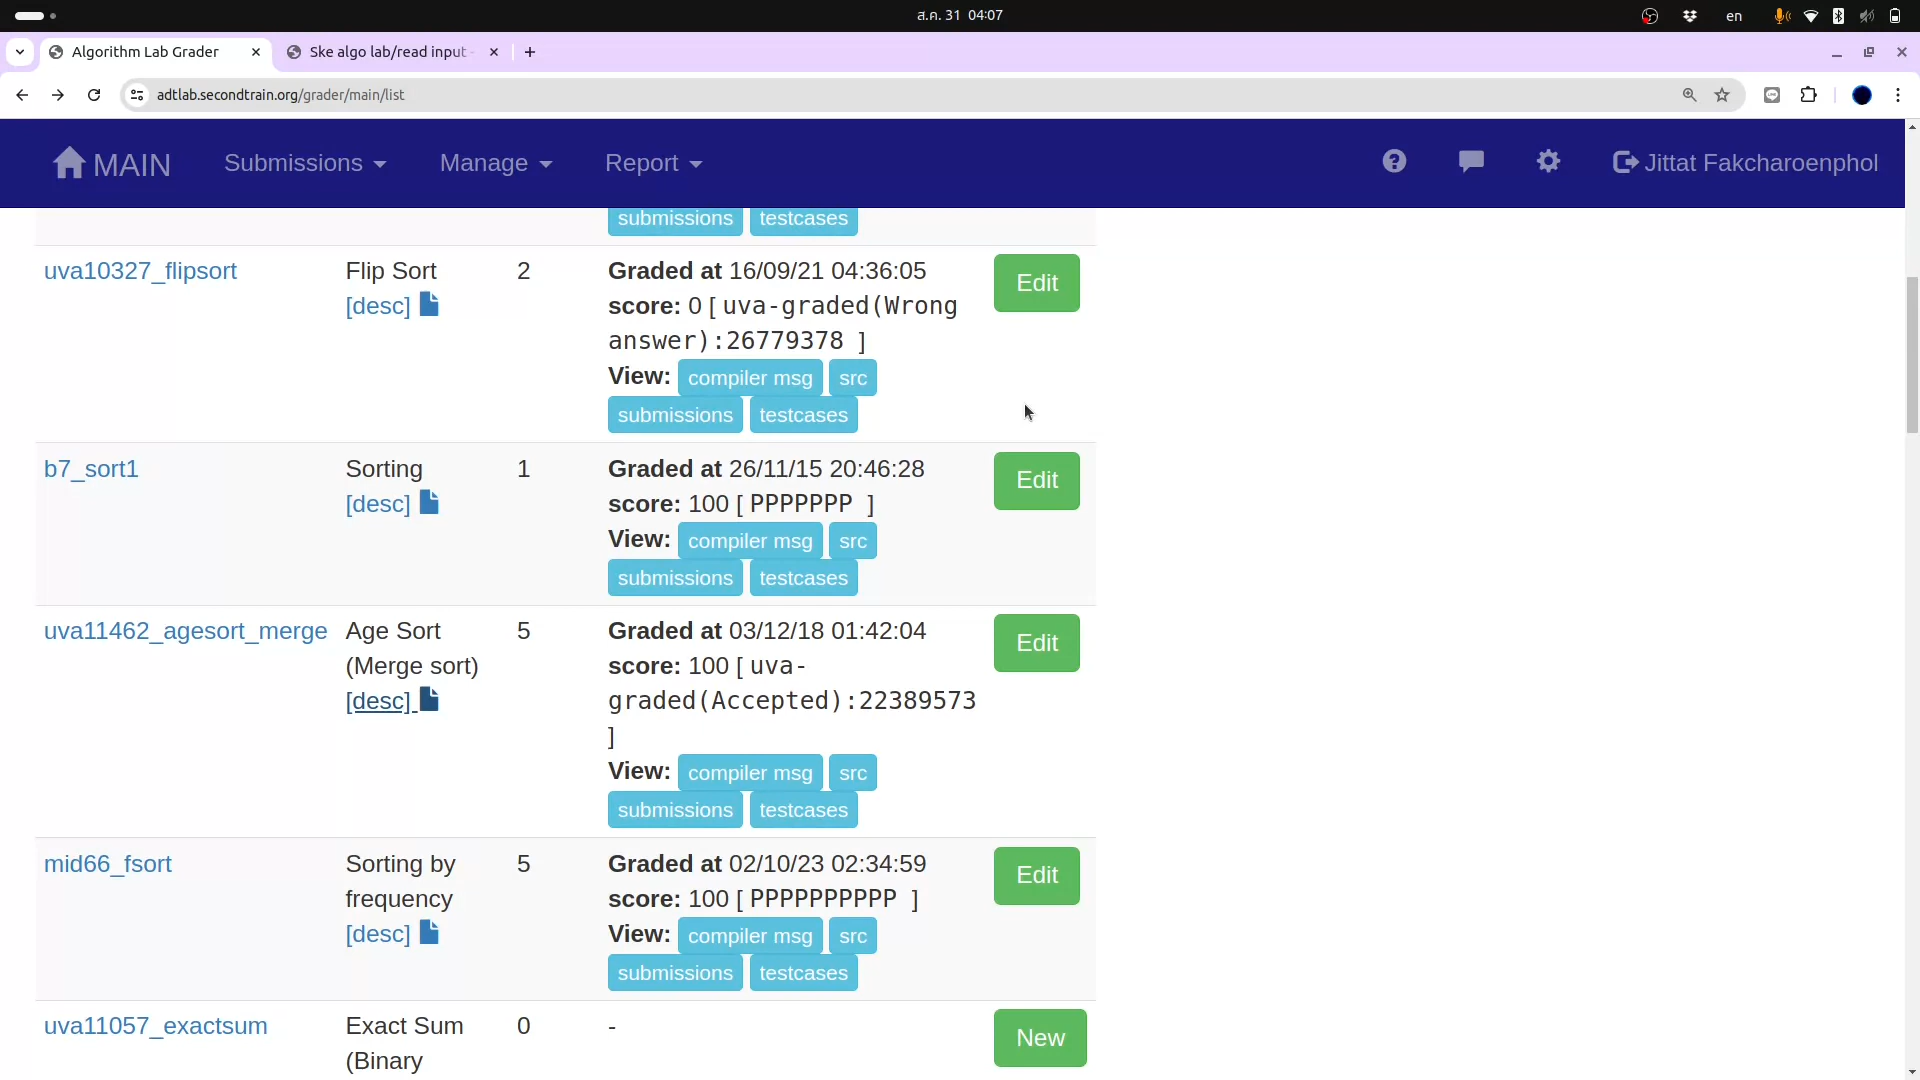 ส.ค. 31 04:07
en
Algorithm Lab Grader
Ske algo lab/read input
adtlab.secondtrain.org/grader/main/list
MAIN
Submissions
Manage
Report
Jittat Fakcharoenphol
submissions testcases
uva10327_flipsort
Flip Sort
[desc]
2
Graded at 16/09/21 04:36:05
score: 0 [ uva-graded(Wrong
answer):26779378 ]
View: compiler msg src
submissions testcases
Edit
b7_sort1
Sorting
[desc]
1
Graded at 26/11/15 20:46:28
score: 100 [ PPPPPPP ]
View: compiler msg src
submissions testcases
Edit
uva11462_agesort_merge
Age Sort
(Merge sort)
[desc]
5
Graded at 03/12/18 01:42:04
score: 100 [ uva-
graded(Accepted):22389573
]
View: compiler msg src
submissions testcases
Edit
mid66_fsort
Sorting by
frequency
[desc]
5
Graded at 02/10/23 02:34:59
score: 100 [ PPPPPPPPPP ]
View: compiler msg src
submissions testcases
Edit
uva11057_exactsum
Exact Sum
(Binary
0
-
New